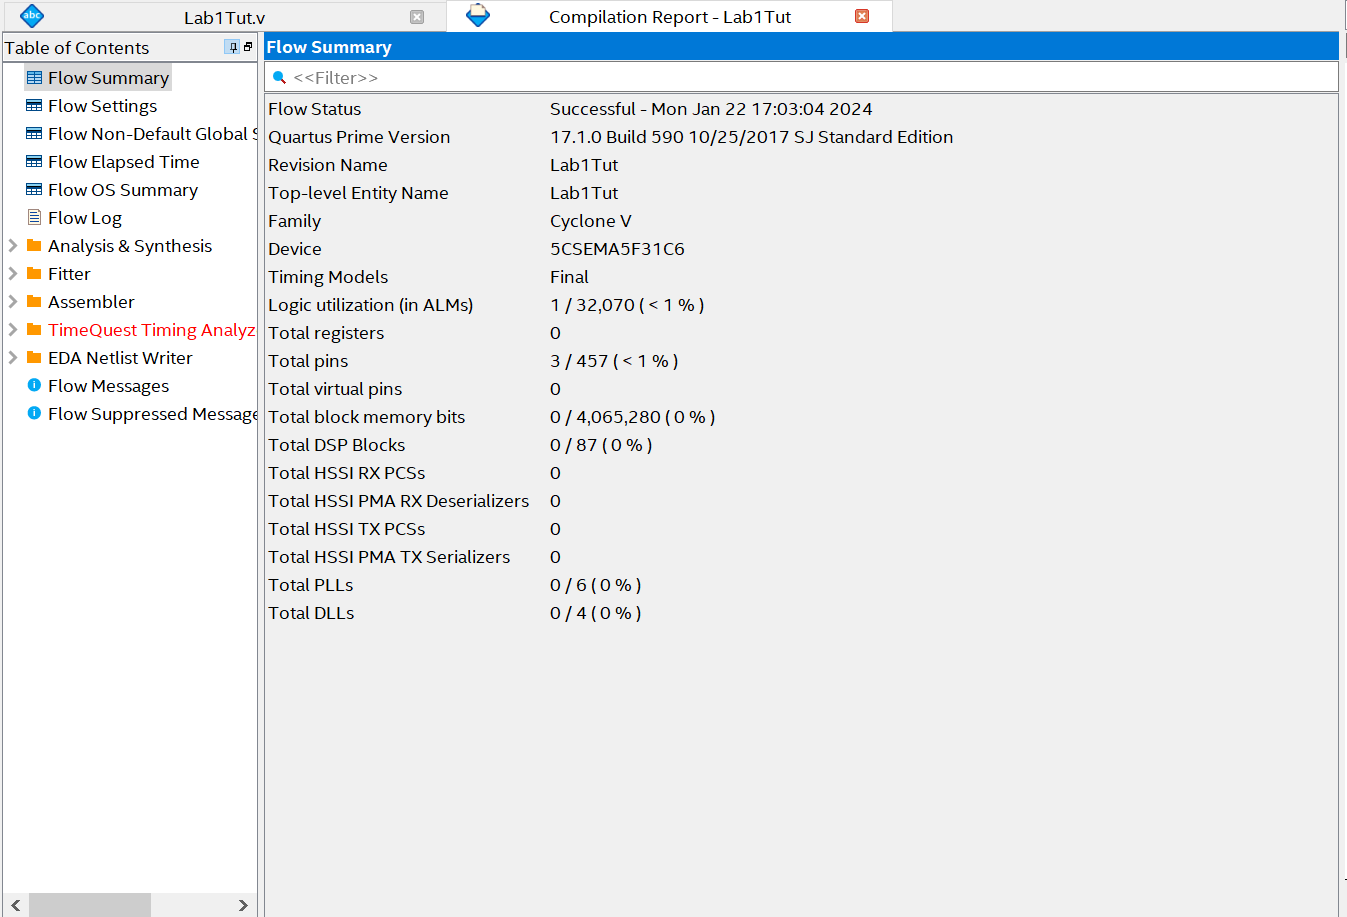 abc Lab1Tut.v Compilation Report - Lab1Tut
Table of Contents
Flow Summary
Flow Settings
Flow Non-Default Global S
Flow Elapsed Time
Flow OS Summary
Flow Log
Analysis & Synthesis
Fitter
Assembler
TimeQuest Timing Analyz
EDA Netlist Writer
Flow Messages
Flow Suppressed Message
Flow Summary
<<Filter>>
Flow Status Successful - Mon Jan 22 17:03:04 2024
Quartus Prime Version 17.1.0 Build 590 10/25/2017 SJ Standard Edition
Revision Name Lab1Tut
Top-level Entity Name Lab1Tut
Family Cyclone V
Device 5CSEMA5F31C6
Timing Models Final
Logic utilization (in ALMs) 1 / 32,070 ( < 1 % )
Total registers 0
Total pins 3 / 457 ( < 1 % )
Total virtual pins 0
Total block memory bits 0 / 4,065,280 ( 0 % )
Total DSP Blocks 0 / 87 ( 0 % )
Total HSSI RX PCSs 0
Total HSSI PMA RX Deserializers 0
Total HSSI TX PCSs 0
Total HSSI PMA TX Serializers 0
Total PLLs 0 / 6 ( 0 % )
Total DLLs 0 / 4 ( 0 % )